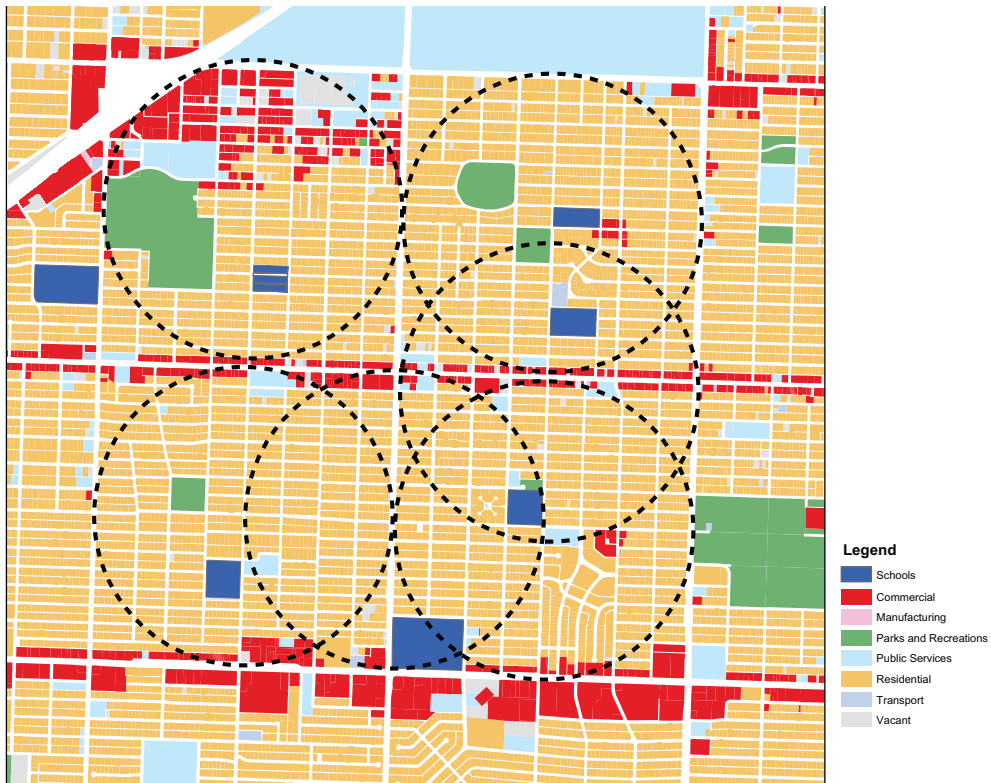 Legend
Schools
Commercial
Manufacturing
Parks and Recreations
Public Services
Residential
Transport
Vacant